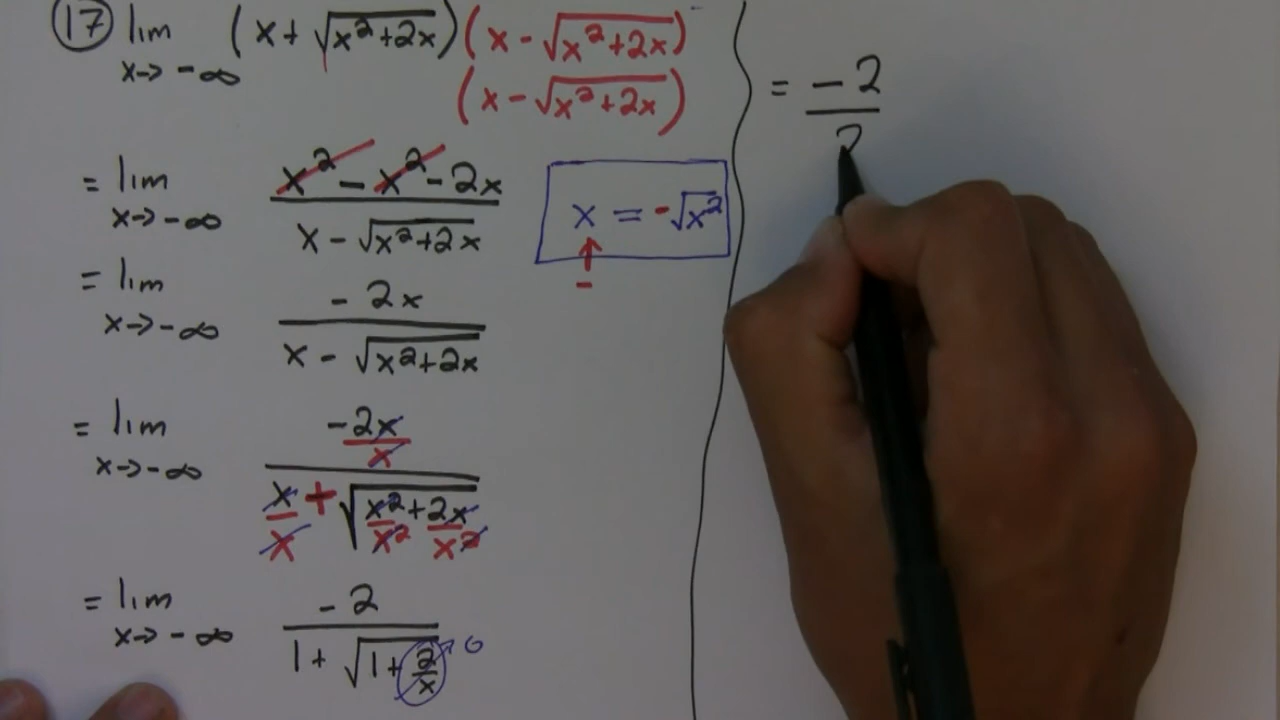 17 lim x→-∞ (x + √(x²+2x)) (x - √(x²+2x))
(x - √(x²+2x))
= lim x→-∞ (x² - x² - 2x) / (x - √(x²+2x))
x = -√x²
-
= lim x→-∞ -2x / (x - √(x²+2x))
= lim x→-∞ (-2x/x) / (x/x + √(x²/x² + 2x/x²))
= lim x→-∞ -2 / (1 + √(1 + 2/x)) 0
= -2 / 2